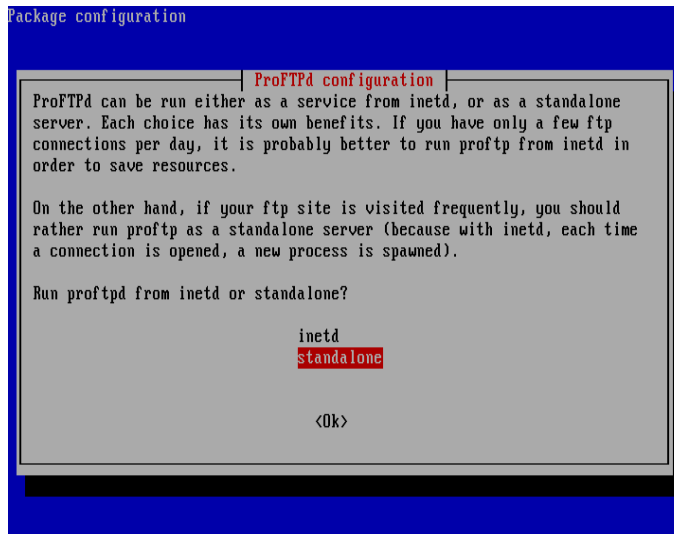 Package configuration
ProFTPd configuration
ProFTPd can be run either as a service from inetd, or as a standalone
server. Each choice has its own benefits. If you have only a few ftp
connections per day, it is probably better to run proftp from inetd in
order to save resources.
On the other hand, if your ftp site is visited frequently, you should
rather run proftp as a standalone server (because with inetd, each time
a connection is opened, a new process is spawned).
Run proftpd from inetd or standalone?
inetd
standalone
<Ok>